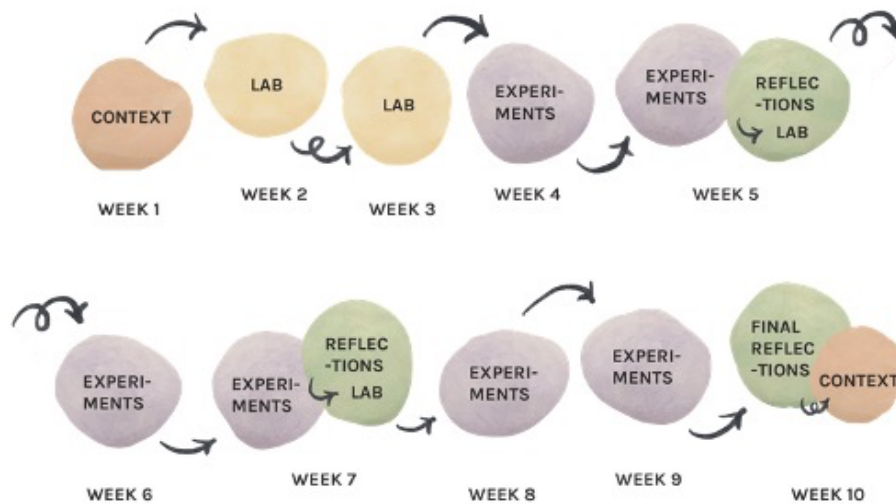 CONTEXT
WEEK 1
LAB
WEEK 2
LAB
WEEK 3
EXPERI-
MENTS
WEEK 4
EXPERI-
MENTS
REFLEC
-TIONS
LAB
WEEK 5
EXPERI-
MENTS
WEEK 6
EXPERI-
MENTS
REFLEC
-TIONS
LAB
WEEK 7
EXPERI-
MENTS
WEEK 8
EXPERI-
MENTS
WEEK 9
FINAL
REFLEC
-TIONS
CONTEXT
WEEK 10